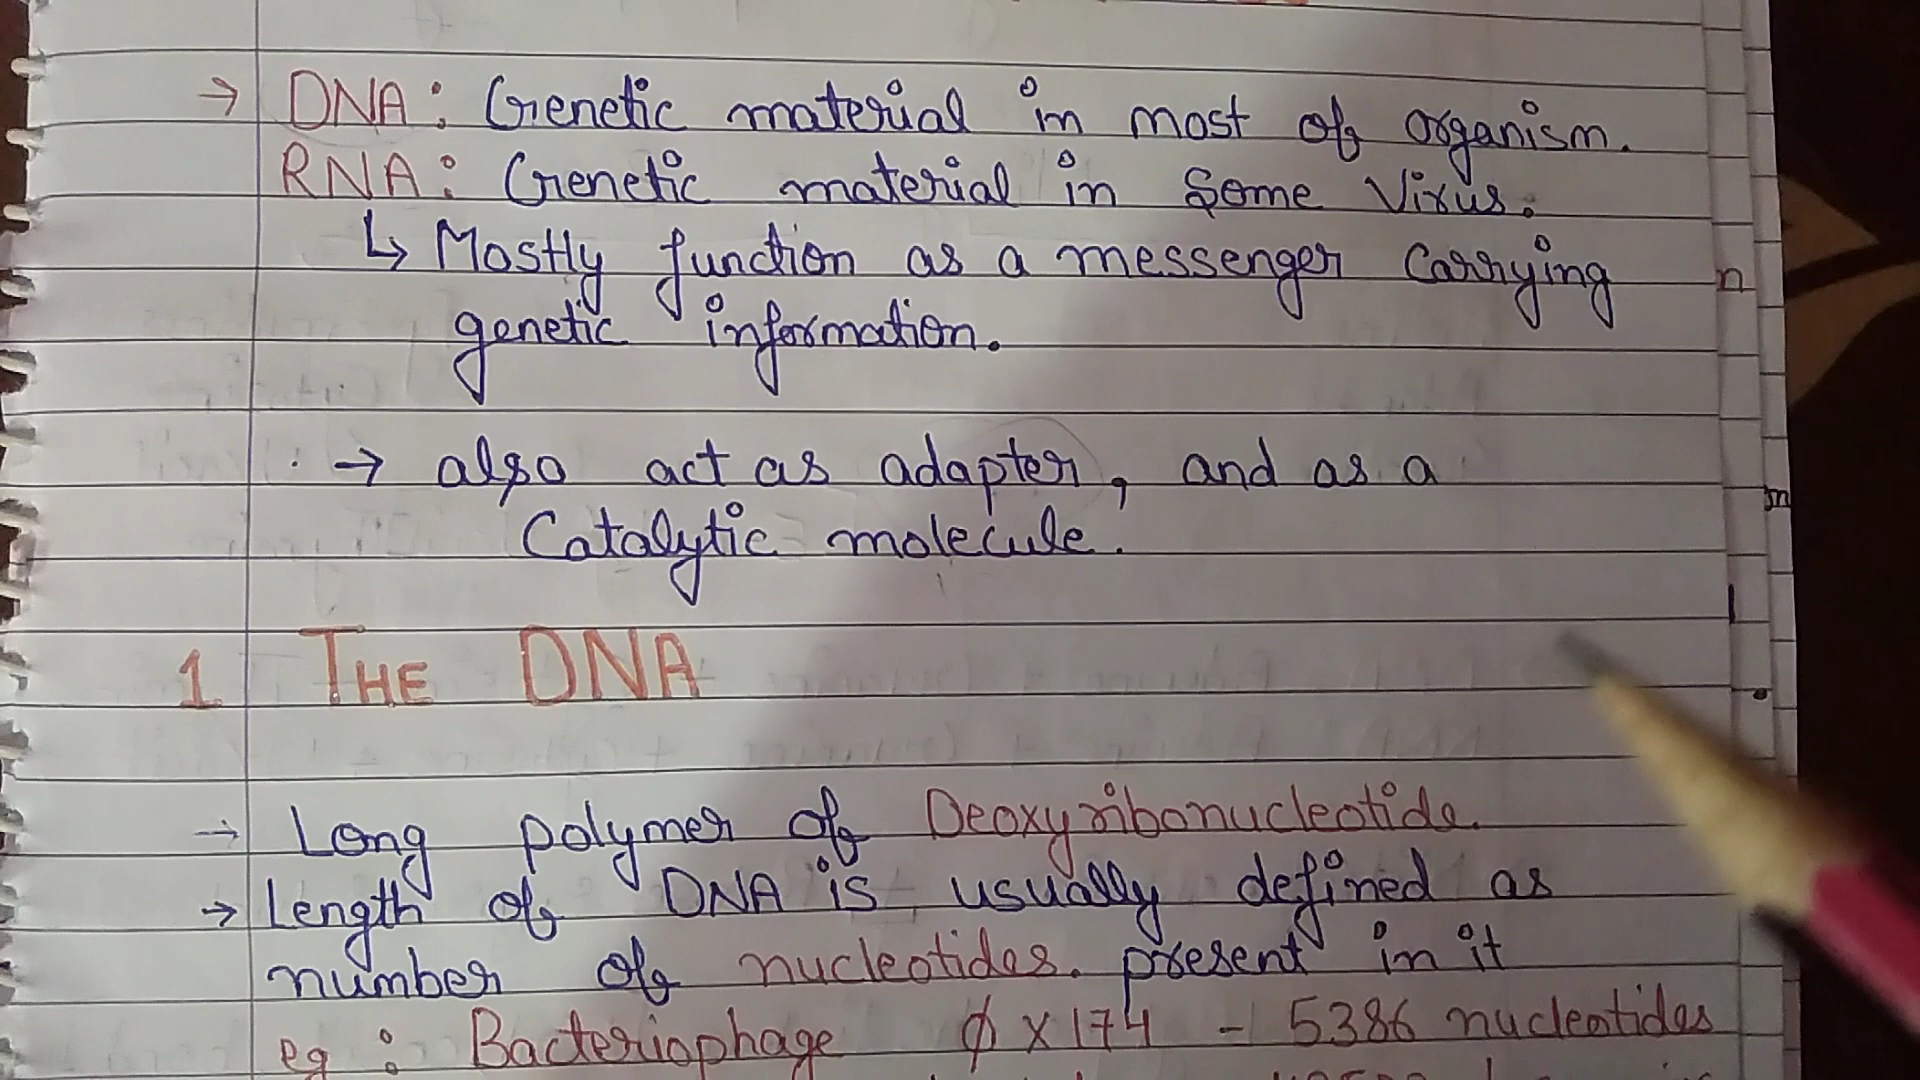 → DNA: Genetic material in most of organism.
RNA: Genetic material in Some Virus.
↳ Mostly function as a messenger Carrying
genetic information.
→ also act as adapter, and as a
Catalytic molecule.
1 THE DNA
→ Long polymer of Deoxyribonucleotide.
→ Length of DNA is usually defined as
number of nucleotides. present in it
eg : Bacteriophage φ×174 - 5386 nucleotides